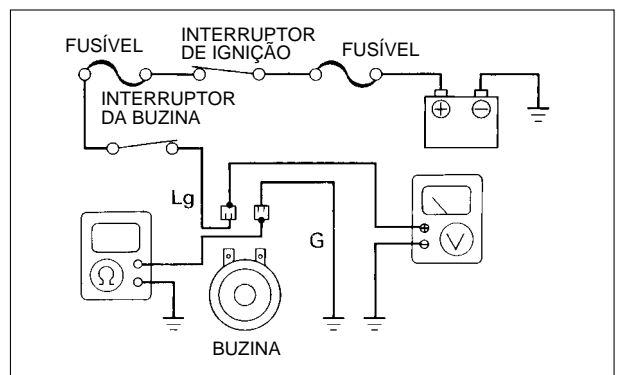 FUSÍVEL
INTERRUPTOR
DE IGNIÇÃO
FUSÍVEL
INTERRUPTOR
DA BUZINA
Lg
G
Ω
V
BUZINA